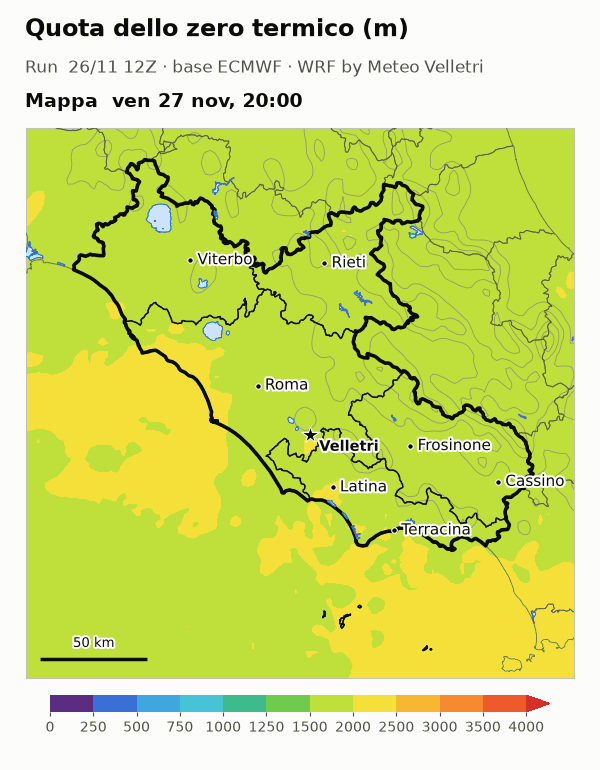 Quota dello zero termico (m)
Run  26/11 12Z · base ECMWF · WRF by Meteo Velletri
Mappa  ven 27 nov, 20:00
Viterbo
Rieti
Roma
Velletri
Frosinone
Cassino
Latina
Terracina
50 km
0 250 500 750 1000 1250 1500 2000 2500 3000 3500 4000